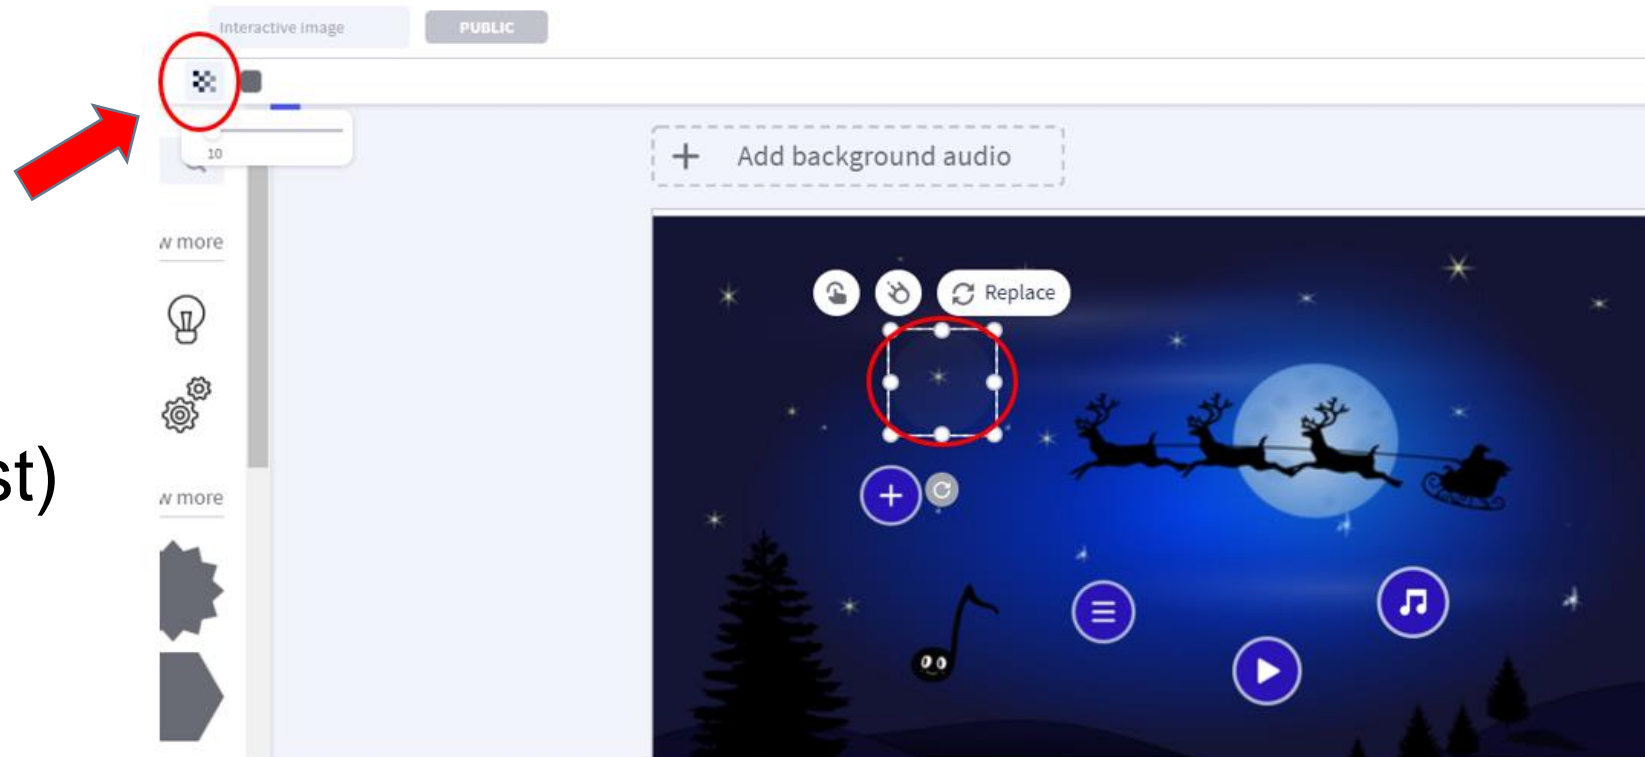 Interactive image
PUBLIC
10
Add background audio
w more
Replace
st)
w more